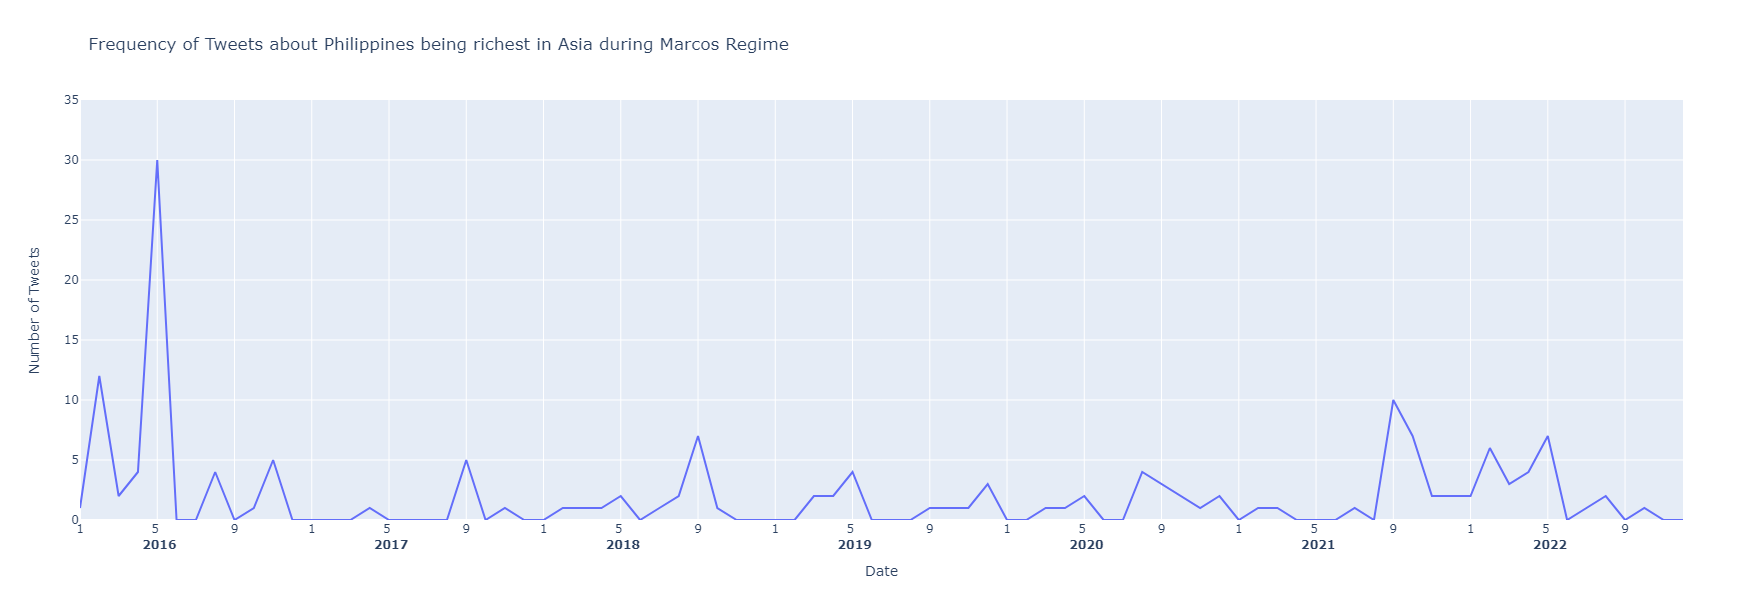 Frequency of Tweets about Philippines being richest in Asia during Marcos Regime
Number of Tweets
35
30
25
20
15
10
5
0
1 5 9 1 5 9 1 5 9 1 5 9 1 5 9 1 5 9 1 5 9
2016 2017 2018 2019 2020 2021 2022
Date